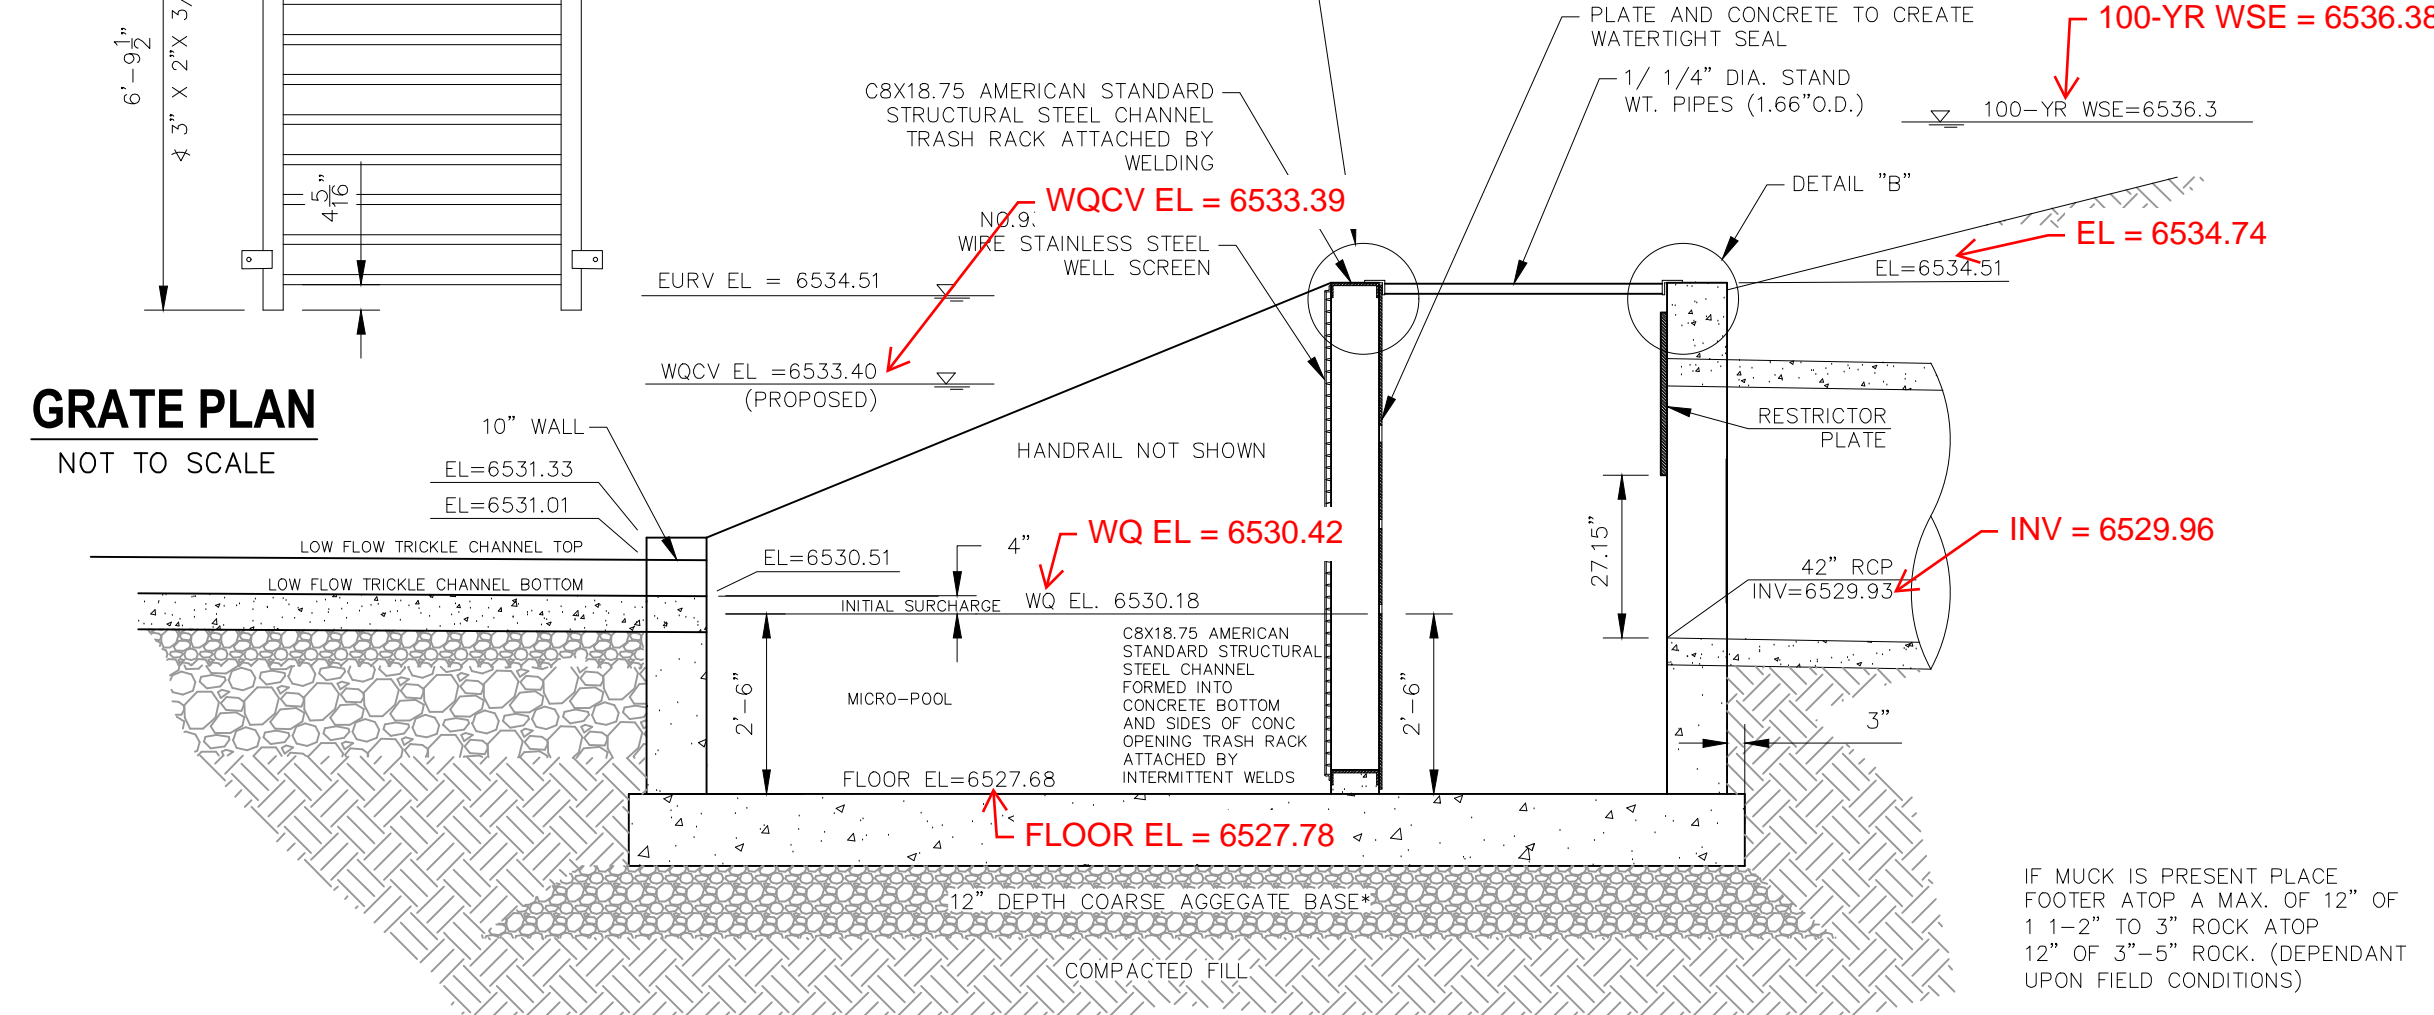 6'-9 1/2"
∢ 3" X 2"X 3/
4 5/16"
GRATE PLAN
NOT TO SCALE
C8X18.75 AMERICAN STANDARD
STRUCTURAL STEEL CHANNEL
TRASH RACK ATTACHED BY
WELDING
PLATE AND CONCRETE TO CREATE
WATERTIGHT SEAL
1/ 1/4" DIA. STAND
WT. PIPES (1.66"O.D.)
100-YR WSE = 6536.38
100-YR WSE=6536.3
DETAIL "B"
WQCV EL = 6533.39
NO.93
WIRE STAINLESS STEEL
WELL SCREEN
EL = 6534.74
EL=6534.51
EURV EL = 6534.51
WQCV EL =6533.40
(PROPOSED)
10" WALL
EL=6531.33
EL=6531.01
LOW FLOW TRICKLE CHANNEL TOP
LOW FLOW TRICKLE CHANNEL BOTTOM
HANDRAIL NOT SHOWN
RESTRICTOR
PLATE
EL=6530.51
4"
WQ EL = 6530.42
INITIAL SURCHARGE
WQ EL. 6530.18
27.15"
INV = 6529.96
42" RCP
INV=6529.93
C8X18.75 AMERICAN
STANDARD STRUCTURAL
STEEL CHANNEL
FORMED INTO
CONCRETE BOTTOM
AND SIDES OF CONC
OPENING TRASH RACK
ATTACHED BY
INTERMITTENT WELDS
2'-6"
MICRO-POOL
2'-6"
3"
FLOOR EL=6527.68
FLOOR EL = 6527.78
12" DEPTH COARSE AGGEGATE BASE*
COMPACTED FILL
IF MUCK IS PRESENT PLACE
FOOTER ATOP A MAX. OF 12" OF
1 1-2" TO 3" ROCK ATOP
12" OF 3"-5" ROCK. (DEPENDANT
UPON FIELD CONDITIONS)